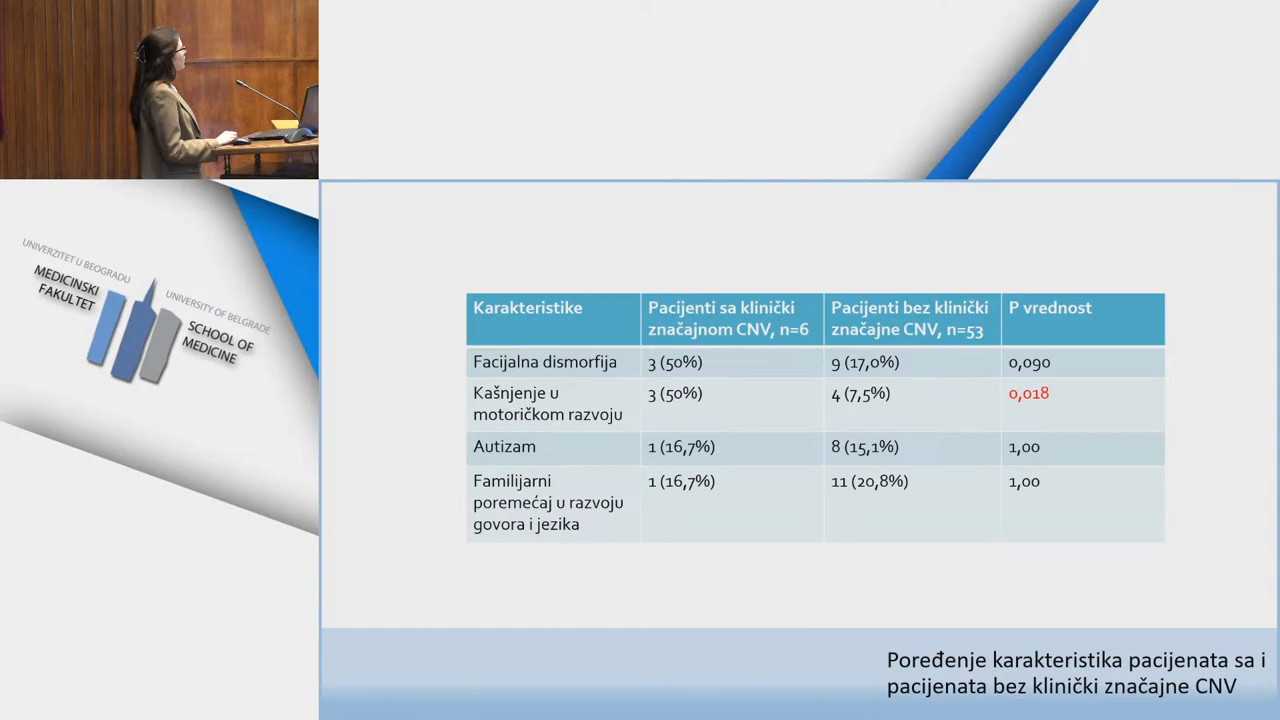 UNIVERZITET U BEOGRADU
MEDICINSKI
FAKULTET
UNIVERSITY OF BELGRADE
SCHOOL OF
MEDICINE
Karakteristike
Pacijenti sa klinički
značajnom CNV, n=6
Pacijenti bez klinički
značajne CNV, n=53
P vrednost
Facijalna dismorfija
3 (50%)
9 (17,0%)
0,090
Kašnjenje u
motoričkom razvoju
3 (50%)
4 (7,5%)
0,018
Autizam
1 (16,7%)
8 (15,1%)
1,00
Familijarni
poremećaj u razvoju
govora i jezika
1 (16,7%)
11 (20,8%)
1,00
Poređenje karakteristika pacijenata sa i
pacijenata bez klinički značajne CNV